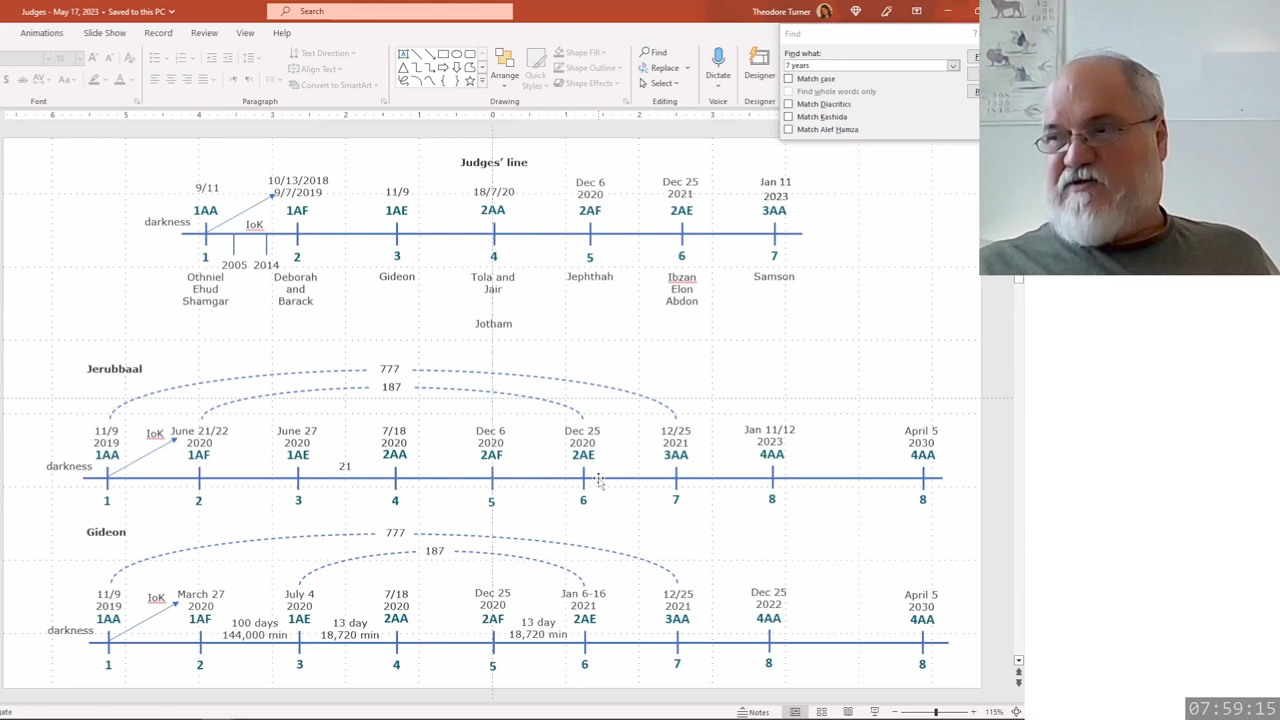 Judges - May 17, 2023 • Saved to this PC
Search
Theodore Turner
Animations Slide Show Record Review View Help
Text Direction
Align Text
Convert to SmartArt
Font
Paragraph
Arrange
Quick
Styles
Shape Fill
Shape Outline
Shape Effects
Drawing
Find
Replace
Select
Editing
Dictate
Voice
Designer
Designer
Find
Find what:
7 years
Match case
Find whole words only
Match Diacritics
Match Kashida
Match Alef Hamza
Judges' line
9/11
10/13/2018
9/7/2019
11/9
18/7/20
Dec 6
2020
Dec 25
2021
Jan 11
2023
1AA 1AF 1AE 2AA 2AF 2AE 3AA
darkness
IoK
1 2 3 4 5 6 7
2005 2014
Othniel
Ehud
Shamgar
Deborah
and
Barack
Gideon
Tola and
Jair
Jephthah
Ibzan
Elon
Abdon
Samson
Jotham
Jerubbaal
777
187
11/9
2019
1AA
IoK
June 21/22
2020
1AF
June 27
2020
1AE
7/18
2020
2AA
Dec 6
2020
2AF
Dec 25
2020
2AE
12/25
2021
3AA
Jan 11/12
2023
4AA
April 5
2030
4AA
darkness
21
1 2 3 4 5 6 7 8 8
Gideon
777
187
11/9
2019
1AA
IoK
March 27
2020
1AF
July 4
2020
1AE
7/18
2020
2AA
Dec 25
2020
2AF
Jan 6-16
2021
2AE
12/25
2021
3AA
Dec 25
2022
4AA
April 5
2030
4AA
darkness
100 days
144,000 min
13 day
18,720 min
13 day
18,720 min
1 2 3 4 5 6 7 8 8
Notes
115%
07:59:15